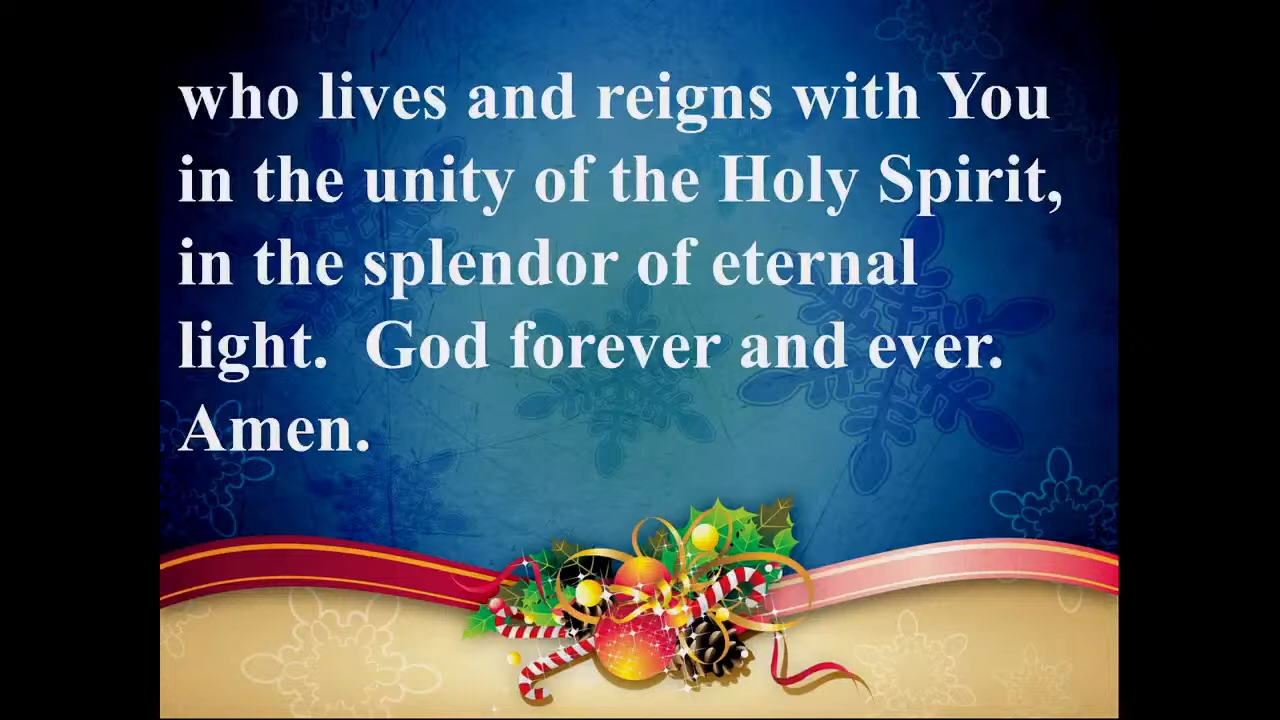 who lives and reigns with You
in the unity of the Holy Spirit,
in the splendor of eternal
light.  God forever and ever.
Amen.